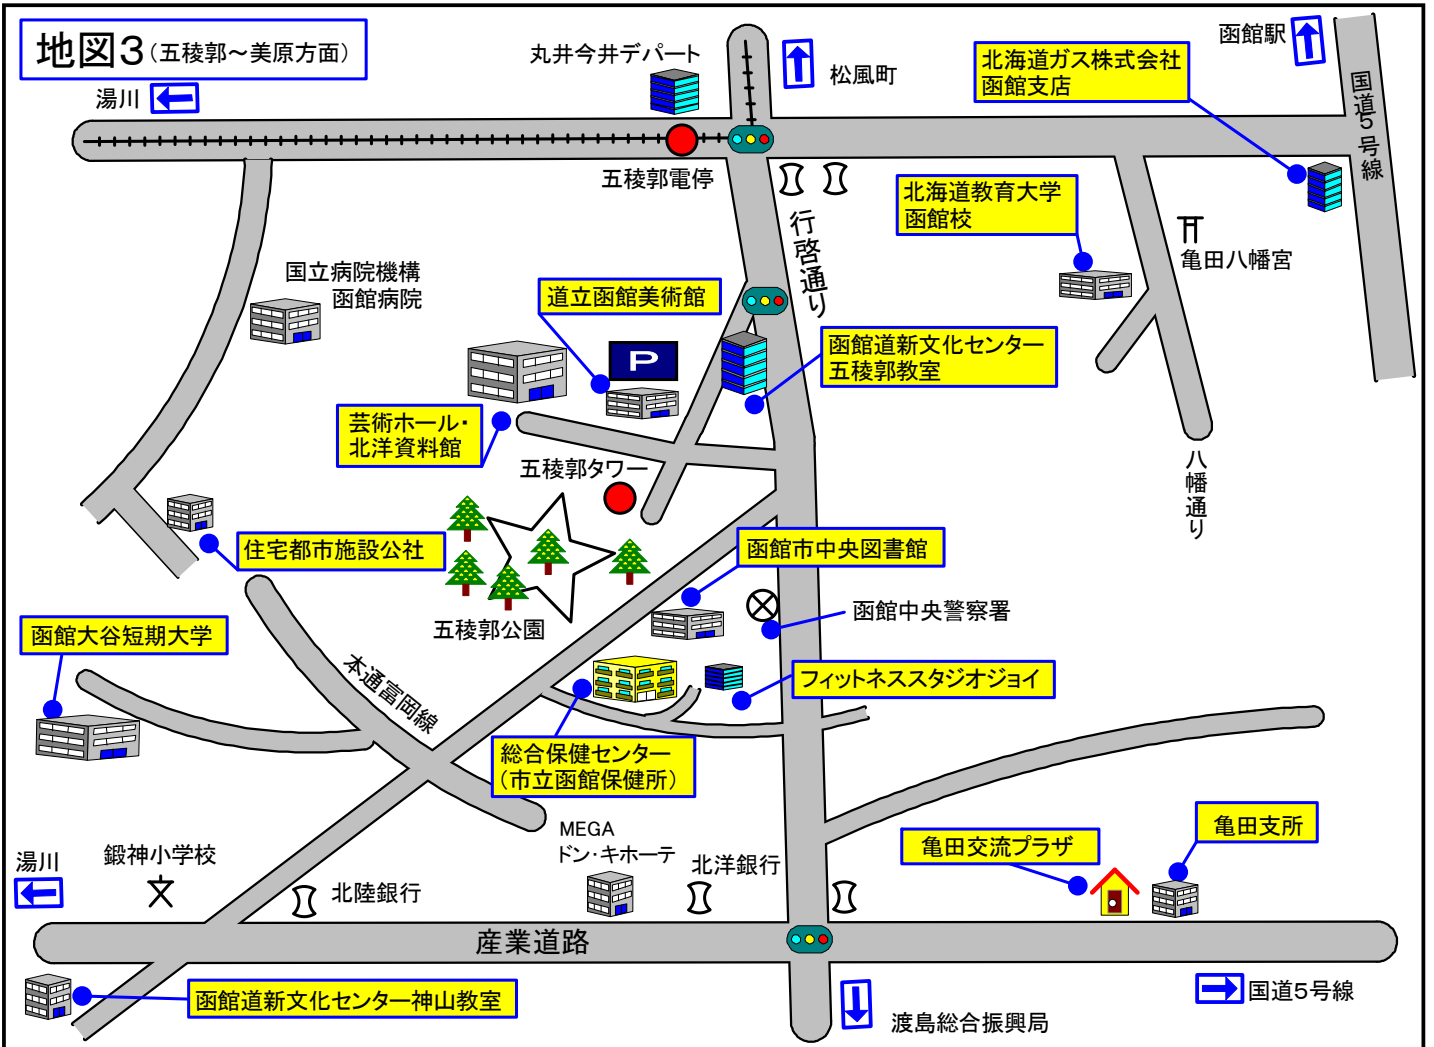 地図3(五稜郭～美原方面)
湯川
丸井今井デパート
松風町
北海道ガス株式会社
函館支店
函館駅
国道5号線
五稜郭電停
行啓通り
北海道教育大学
函館校
亀田八幡宮
国立病院機構
函館病院
道立函館美術館
P
函館道新文化センター
五稜郭教室
芸術ホール・
北洋資料館
五稜郭タワー
八幡通り
住宅都市施設公社
函館市中央図書館
函館中央警察署
五稜郭公園
函館大谷短期大学
本通富岡線
フィットネススタジオジョイ
総合保健センター
(市立函館保健所)
MEGA
ドン・キホーテ
北洋銀行
亀田交流プラザ
亀田支所
湯川
鍛神小学校
北陸銀行
産業道路
函館道新文化センター神山教室
渡島総合振興局
国道5号線